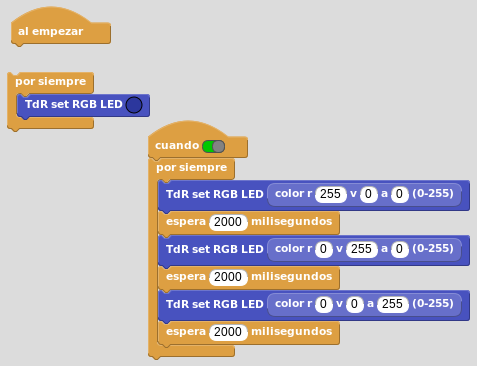 al empezar
por siempre
TdR set RGB LED
cuando
por siempre
TdR set RGB LED color r 255 v 0 a 0 (0-255)
espera 2000 milisegundos
TdR set RGB LED color r 0 v 255 a 0 (0-255)
espera 2000 milisegundos
TdR set RGB LED color r 0 v 0 a 255 (0-255)
espera 2000 milisegundos